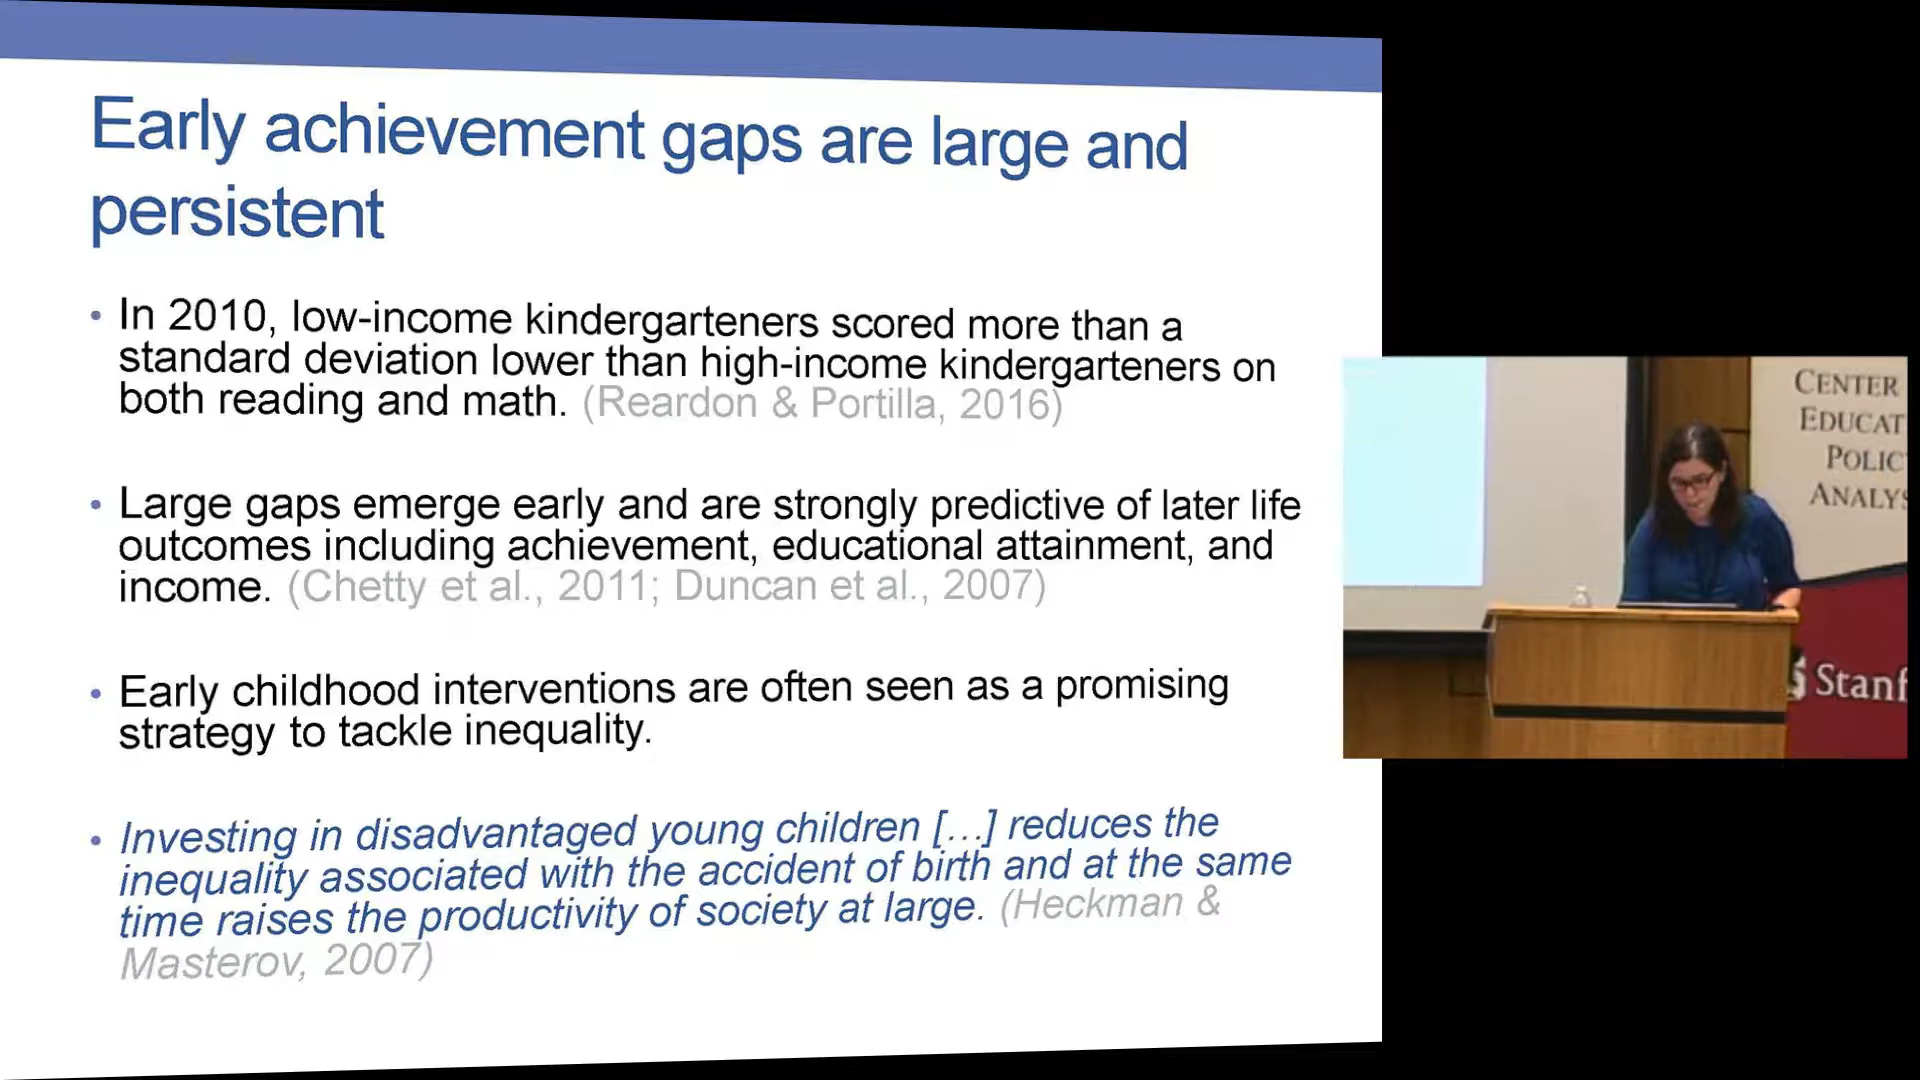 Early achievement gaps are large and
persistent
• In 2010, low-income kindergarteners scored more than a
standard deviation lower than high-income kindergarteners on
both reading and math. (Reardon & Portilla, 2016)
• Large gaps emerge early and are strongly predictive of later life
outcomes including achievement, educational attainment, and
income. (Chetty et al., 2011; Duncan et al., 2007)
• Early childhood interventions are often seen as a promising
strategy to tackle inequality.
• Investing in disadvantaged young children […] reduces the
inequality associated with the accident of birth and at the same
time raises the productivity of society at large. (Heckman &
Masterov, 2007)
CENTER
EDUCAT
POLIC
ANALYS
Stanf